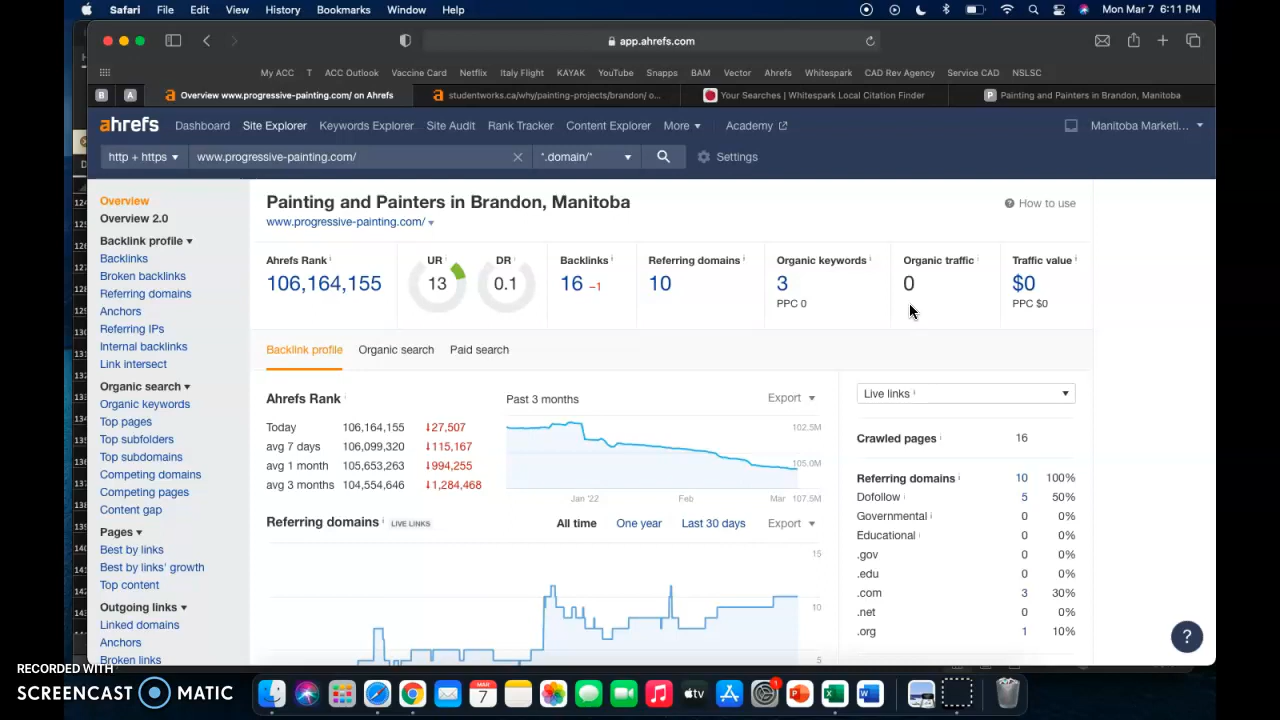 Safari File Edit View History Bookmarks Window Help Mon Mar 7 6:11 PM
app.ahrefs.com
My ACC T ACC Outlook Vaccine Card Netflix Italy Flight KAYAK YouTube Snapps BAM Vector Ahrefs Whitespark CAD Rev Agency Service CAD NSLSC
B A Overview www.progressive-painting.com/ on Ahrefs studentworks.ca/why/painting-projects/brandon/ o... Your Searches | Whitespark Local Citation Finder P Painting and Painters in Brandon, Manitoba
ahrefs Dashboard Site Explorer Keywords Explorer Site Audit Rank Tracker Content Explorer More Academy Manitoba Marketi...
http + https www.progressive-painting.com/ *.domain/* Settings
Overview
Overview 2.0
Backlink profile
Backlinks
Broken backlinks
Referring domains
Anchors
Referring IPs
Internal backlinks
Link intersect
Organic search
Organic keywords
Top pages
Top subfolders
Top subdomains
Competing domains
Competing pages
Content gap
Pages
Best by links
Best by links' growth
Top content
Outgoing links
Linked domains
Anchors
Broken links
Painting and Painters in Brandon, Manitoba
How to use
www.progressive-painting.com/
Ahrefs Rank UR DR Backlinks Referring domains Organic keywords Organic traffic Traffic value
106,164,155 13 0.1 16 –1 10 3 0 $0
PPC 0 PPC $0
Backlink profile Organic search Paid search
Ahrefs Rank Past 3 months Export
Today 106,164,155 ↓27,507
avg 7 days 106,099,320 ↓115,167
avg 1 month 105,653,263 ↓994,255
avg 3 months 104,554,646 ↓1,284,468
102.5M
105.0M
Jan '22 Feb Mar 107.5M
Referring domains LIVE LINKS All time One year Last 30 days Export
15
10
5
Live links
Crawled pages 16
Referring domains 10 100%
Dofollow 5 50%
Governmental 0 0%
Educational 0 0%
.gov 0 0%
.edu 0 0%
.com 3 30%
.net 0 0%
.org 1 10%
?
RECORDED WITH
SCREENCAST MATIC
MAR
7
tv
1